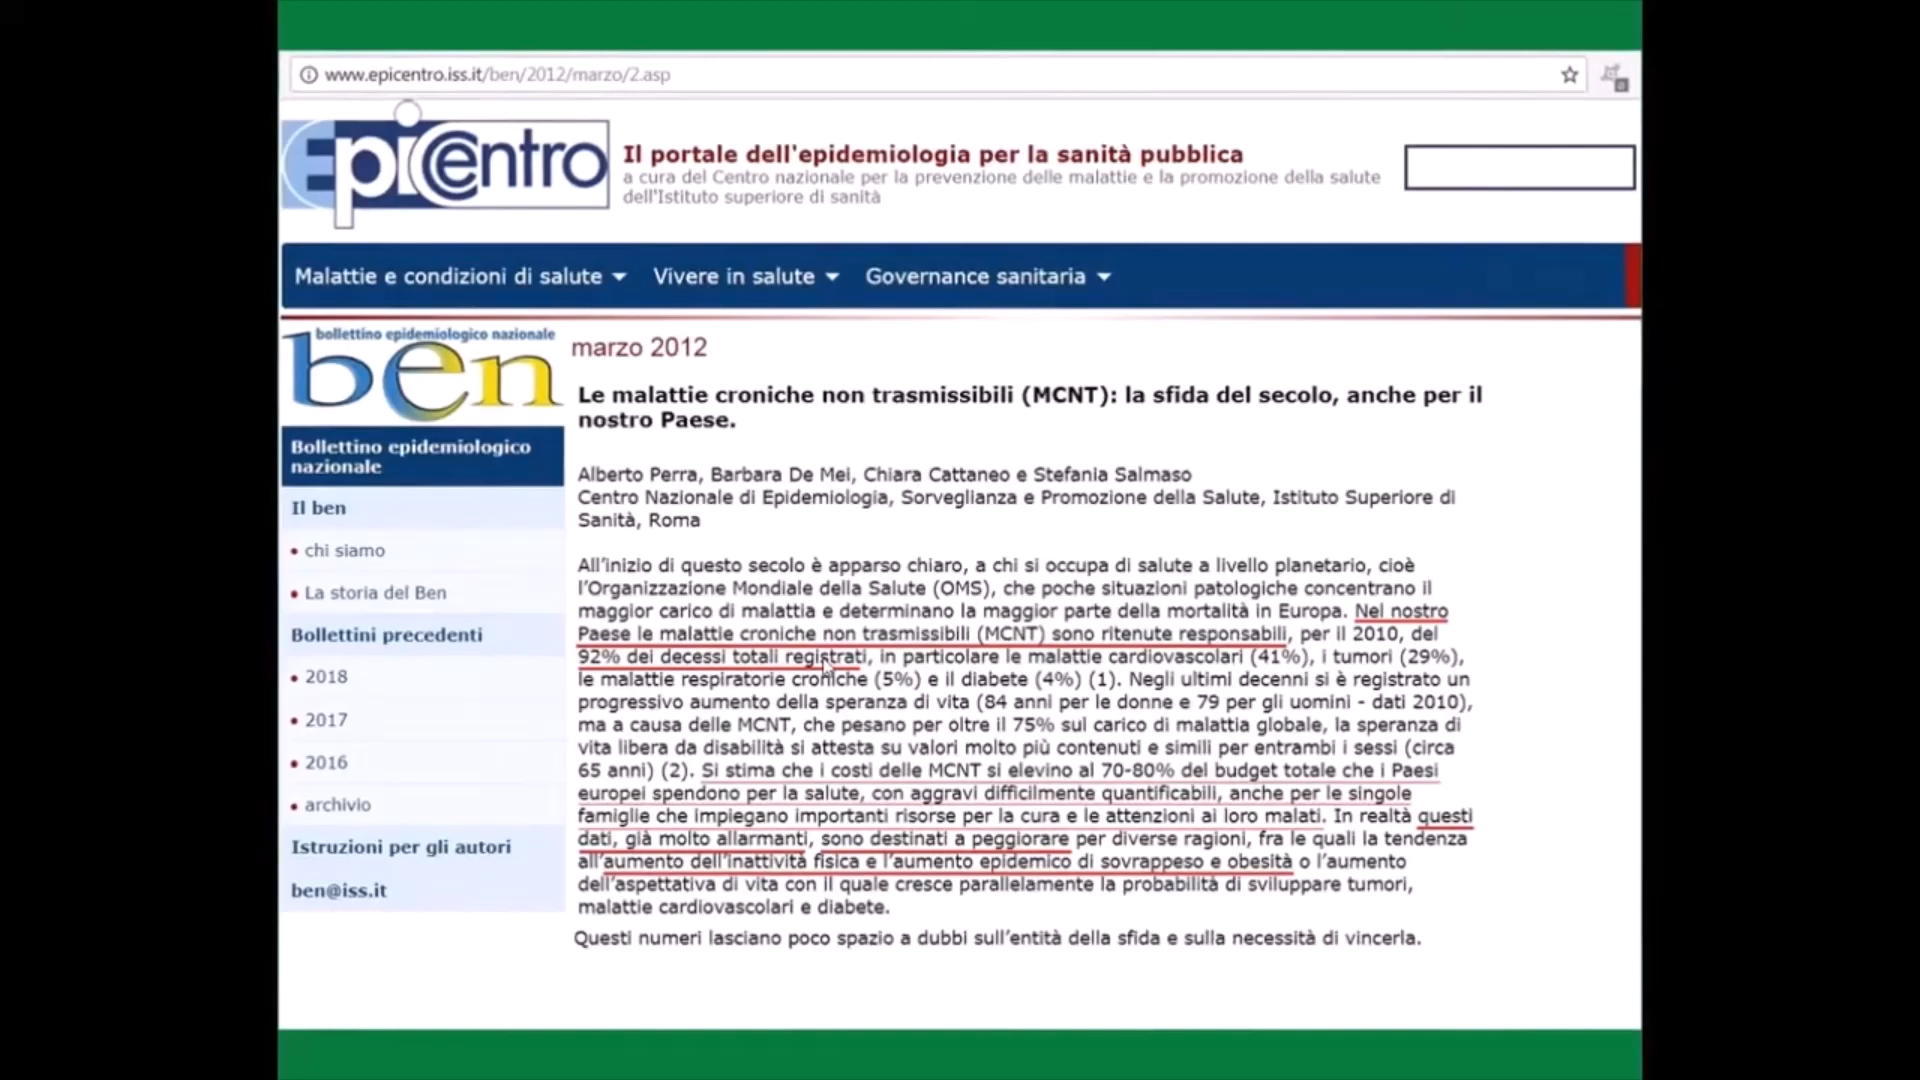 www.epicentro.iss.it/ben/2012/marzo/2.asp
Epicentro
Il portale dell'epidemiologia per la sanità pubblica
a cura del Centro nazionale per la prevenzione delle malattie e la promozione della salute
dell'Istituto superiore di sanità
Malattie e condizioni di salute
Vivere in salute
Governance sanitaria
bollettino epidemiologico nazionale
ben
Bollettino epidemiologico
nazionale
Il ben
• chi siamo
• La storia del Ben
Bollettini precedenti
• 2018
• 2017
• 2016
• archivio
Istruzioni per gli autori
ben@iss.it
marzo 2012
Le malattie croniche non trasmissibili (MCNT): la sfida del secolo, anche per il
nostro Paese.
Alberto Perra, Barbara De Mei, Chiara Cattaneo e Stefania Salmaso
Centro Nazionale di Epidemiologia, Sorveglianza e Promozione della Salute, Istituto Superiore di
Sanità, Roma
All'inizio di questo secolo è apparso chiaro, a chi si occupa di salute a livello planetario, cioè
l'Organizzazione Mondiale della Salute (OMS), che poche situazioni patologiche concentrano il
maggior carico di malattia e determinano la maggior parte della mortalità in Europa. Nel nostro
Paese le malattie croniche non trasmissibili (MCNT) sono ritenute responsabili, per il 2010, del
92% dei decessi totali registrati, in particolare le malattie cardiovascolari (41%), i tumori (29%),
le malattie respiratorie croniche (5%) e il diabete (4%) (1). Negli ultimi decenni si è registrato un
progressivo aumento della speranza di vita (84 anni per le donne e 79 per gli uomini - dati 2010),
ma a causa delle MCNT, che pesano per oltre il 75% sul carico di malattia globale, la speranza di
vita libera da disabilità si attesta su valori molto più contenuti e simili per entrambi i sessi (circa
65 anni) (2). Si stima che i costi delle MCNT si elevino al 70-80% del budget totale che i Paesi
europei spendono per la salute, con aggravi difficilmente quantificabili, anche per le singole
famiglie che impiegano importanti risorse per la cura e le attenzioni ai loro malati. In realtà questi
dati, già molto allarmanti, sono destinati a peggiorare per diverse ragioni, fra le quali la tendenza
all'aumento dell'inattività fisica e l'aumento epidemico di sovrappeso e obesità o l'aumento
dell'aspettativa di vita con il quale cresce parallelamente la probabilità di sviluppare tumori,
malattie cardiovascolari e diabete.
Questi numeri lasciano poco spazio a dubbi sull'entità della sfida e sulla necessità di vincerla.